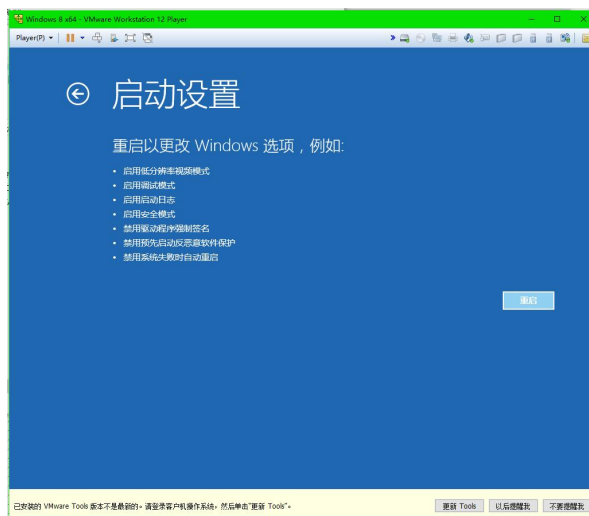 Windows 8 x64 - VMware Workstation 12 Player
Player(P)
启动设置
重启以更改 Windows 选项，例如:
• 启用低分辨率视频模式
• 启用调试模式
• 启用启动日志
• 启用安全模式
• 禁用驱动程序强制签名
• 禁用预先启动反恶意软件保护
• 禁用系统失败时自动重启
重启
已安装的 VMware Tools 版本不是最新的。请登录客户机操作系统，然后单击"更新 Tools"。
更新 Tools
以后提醒我
不要提醒我